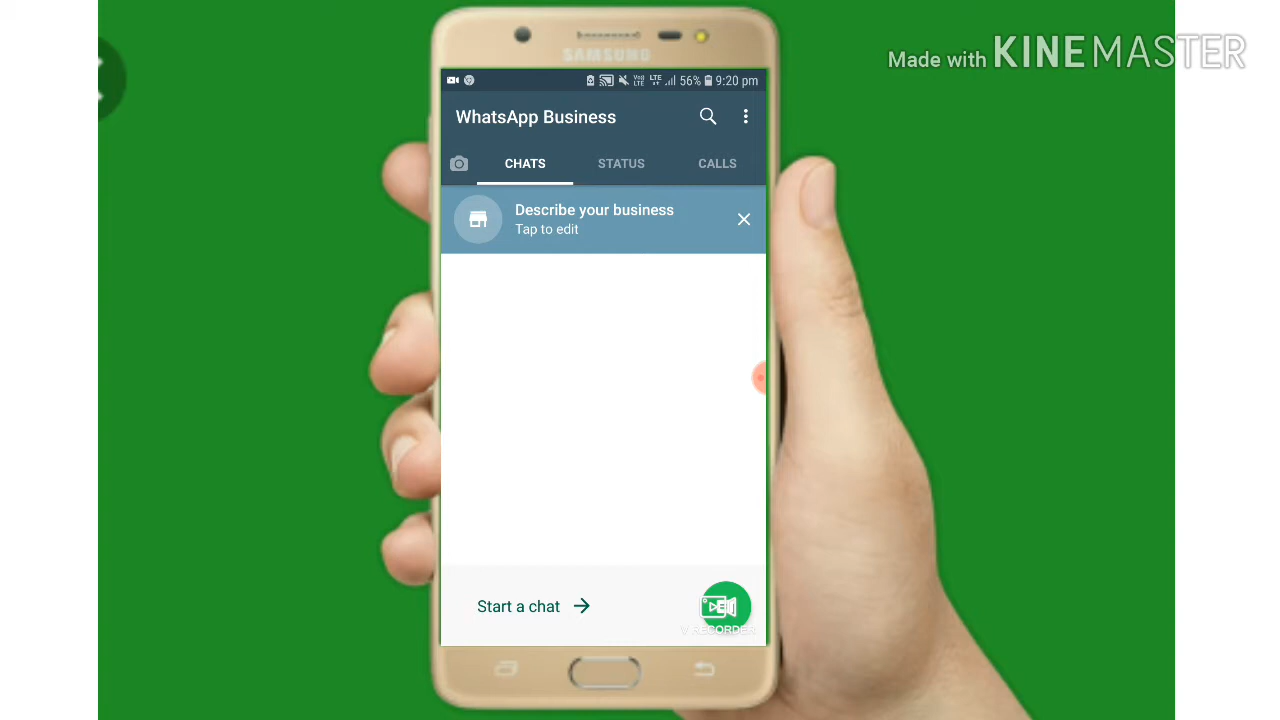 Made with KINEMASTER
SAMSUNG
56% 9:20 pm
WhatsApp Business
CHATS STATUS CALLS
Describe your business
Tap to edit
Start a chat
V RECORDER